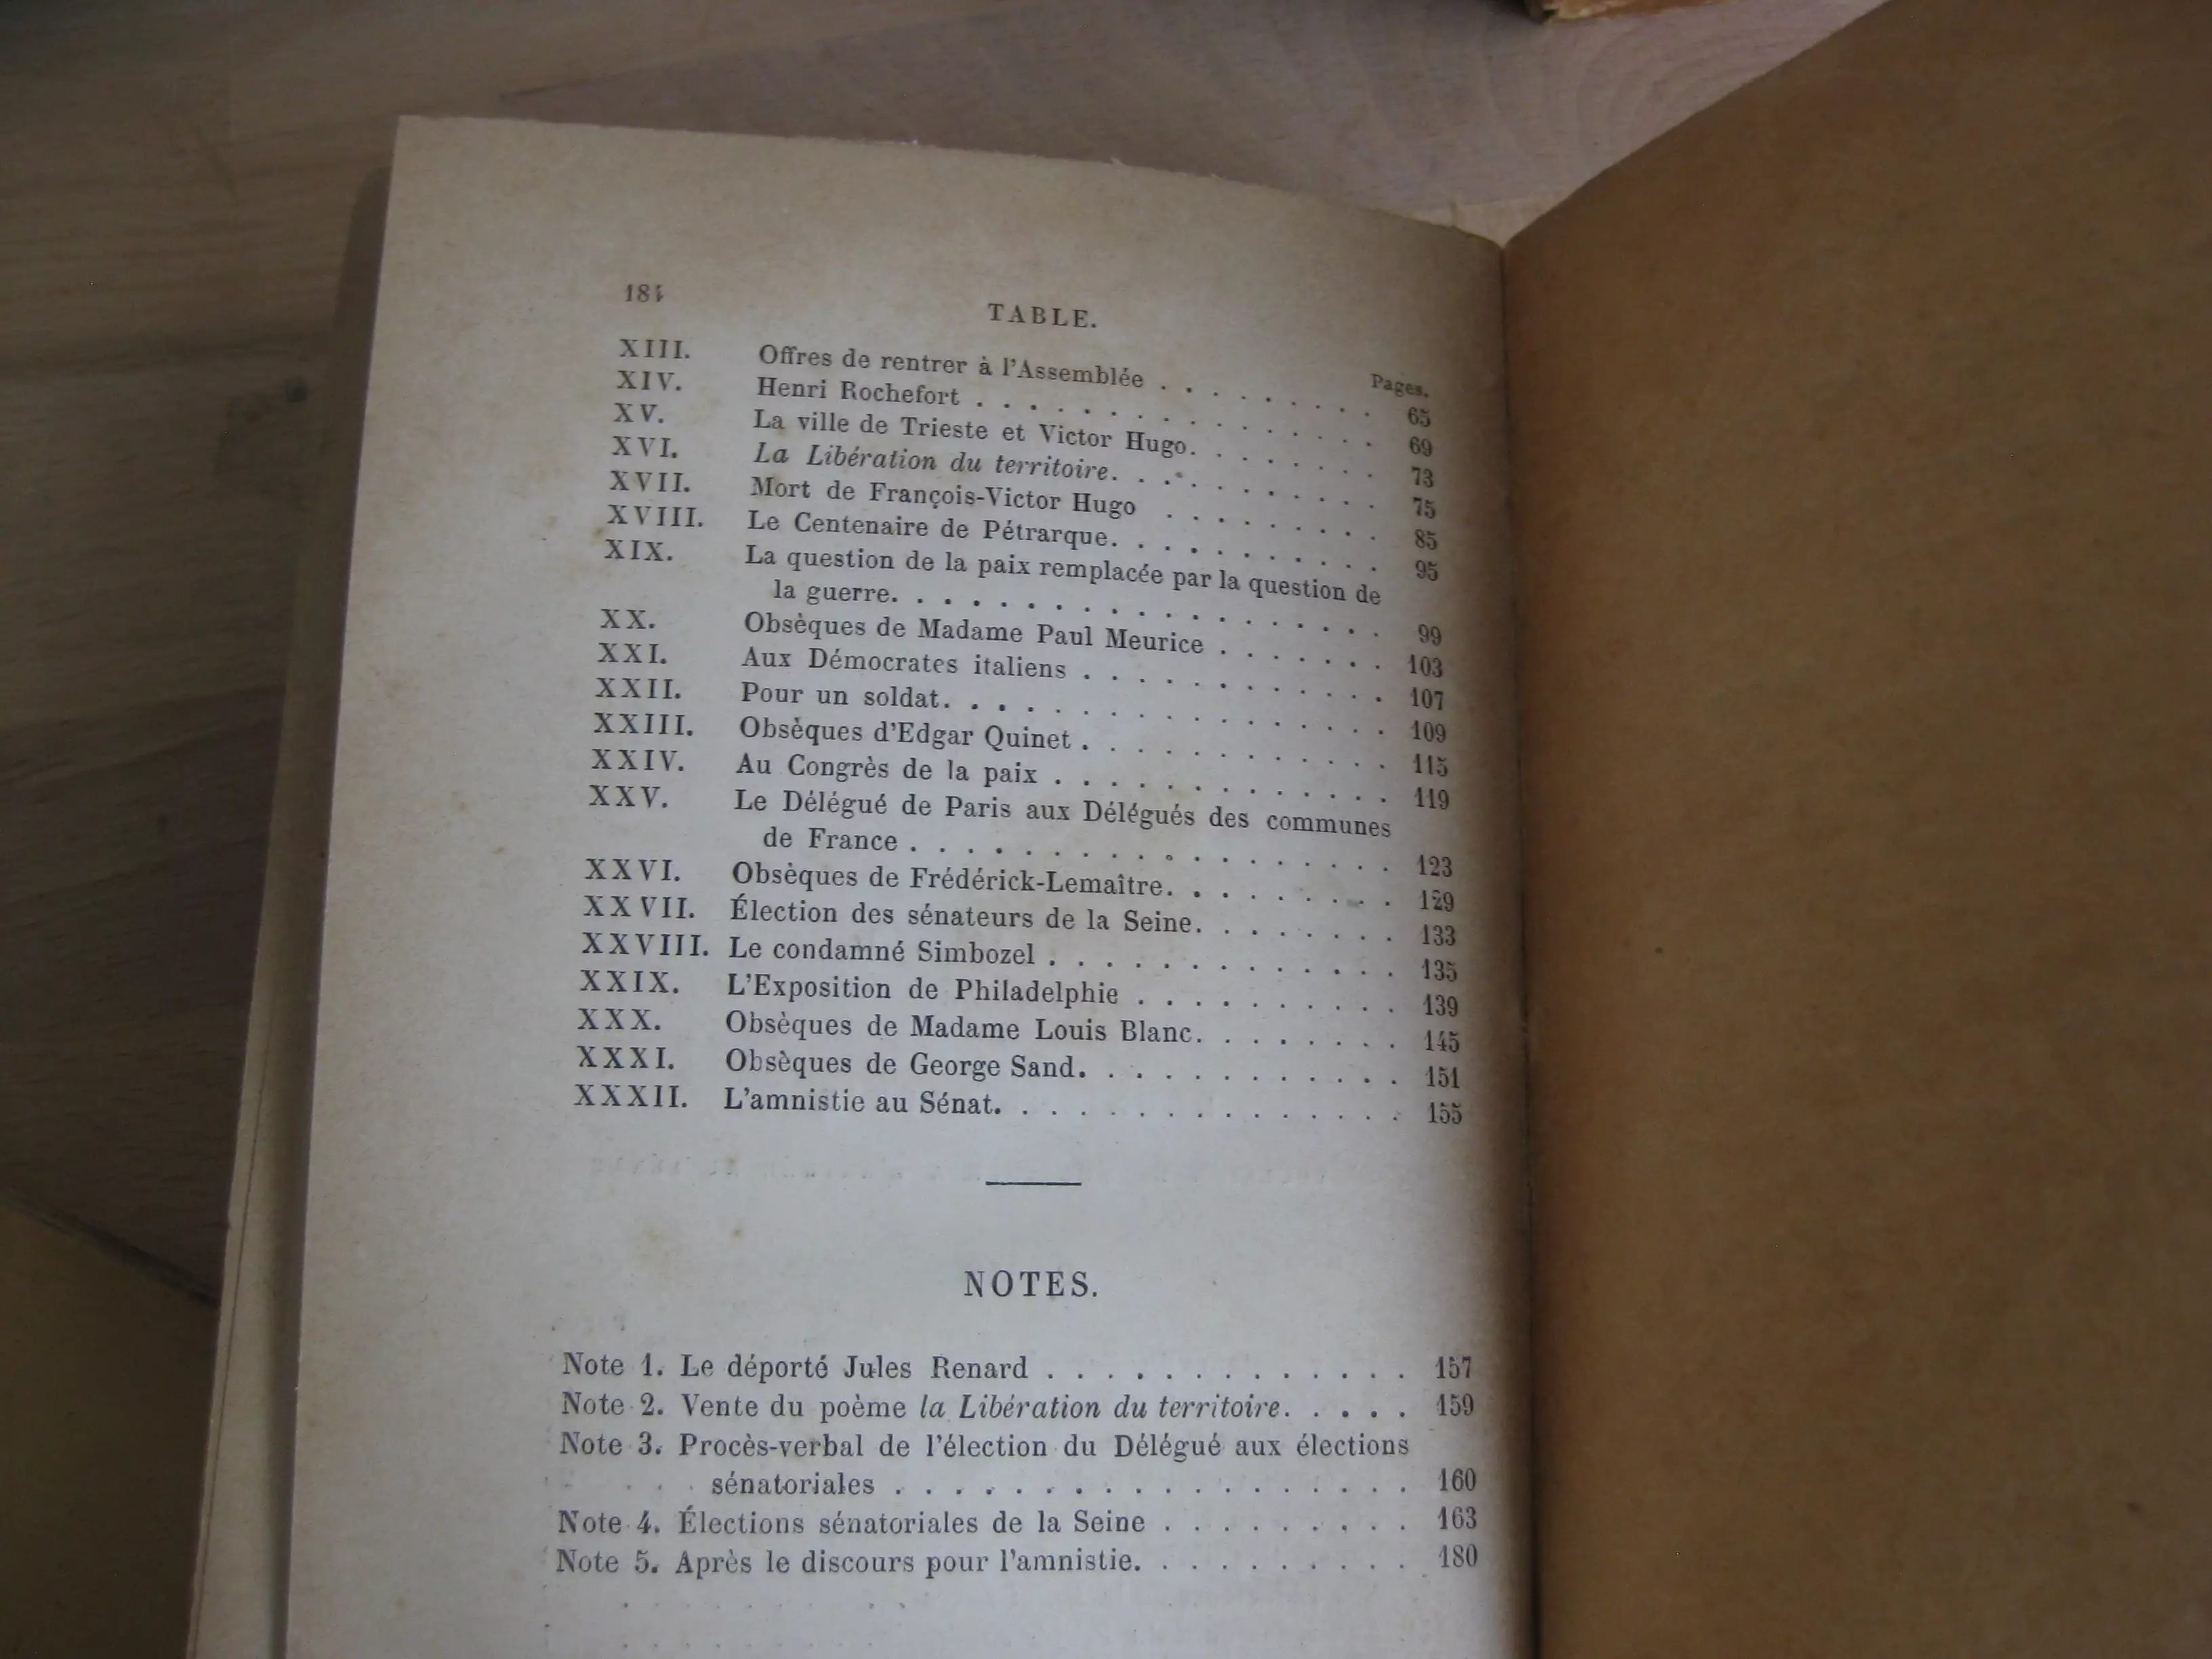 184
TABLE.
Pages.
XIII. Offres de rentrer à l'Assemblée . . . . . . . . . 65
XIV. Henri Rochefort . . . . . . . . . . . . . . . . 69
XV. La ville de Trieste et Victor Hugo. . . . . . . . 73
XVI. La Libération du territoire. . . . . . . . . . . 75
XVII. Mort de François-Victor Hugo . . . . . . . . 85
XVIII. Le Centenaire de Pétrarque. . . . . . . . . . . 95
XIX. La question de la paix remplacée par la question de
la guerre. . . . . . . . . . . . . . . . . . . 99
XX. Obsèques de Madame Paul Meurice . . . . . . . 103
XXI. Aux Démocrates italiens . . . . . . . . . . . . 107
XXII. Pour un soldat. . . . . . . . . . . . . . . . . 109
XXIII. Obsèques d'Edgar Quinet . . . . . . . . . . . . 115
XXIV. Au Congrès de la paix . . . . . . . . . . . . . 119
XXV. Le Délégué de Paris aux Délégués des communes
de France . . . . . . . . . . . . . . . . . . 123
XXVI. Obsèques de Frédérick-Lemaître. . . . . . . . . 129
XXVII. Élection des sénateurs de la Seine. . . . . . . . 133
XXVIII. Le condamné Simbozel . . . . . . . . . . . . . 135
XXIX. L'Exposition de Philadelphie . . . . . . . . . . 139
XXX. Obsèques de Madame Louis Blanc. . . . . . . . 145
XXXI. Obsèques de George Sand. . . . . . . . . . . . 151
XXXII. L'amnistie au Sénat. . . . . . . . . . . . . . . 155
NOTES.
Note 1. Le déporté Jules Renard . . . . . . . . . . . . . 157
Note 2. Vente du poème la Libération du territoire. . . . . 159
Note 3. Procès-verbal de l'élection du Délégué aux élections
sénatoriales . . . . . . . . . . . . . . . . . . 160
Note 4. Élections sénatoriales de la Seine . . . . . . . . . 163
Note 5. Après le discours pour l'amnistie. . . . . . . . . . 180